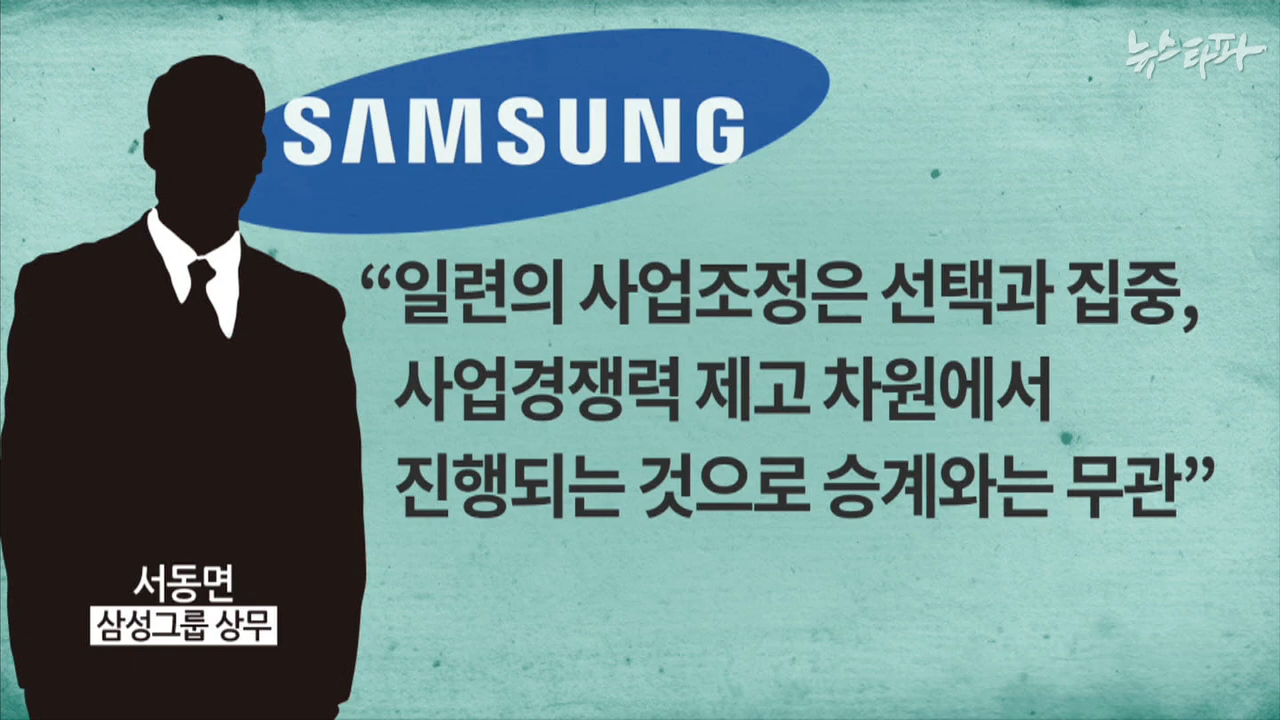 뉴스타파
SAMSUNG
“일련의 사업조정은 선택과 집중,
사업경쟁력 제고 차원에서
진행되는 것으로 승계와는 무관”
서동면
삼성그룹 상무